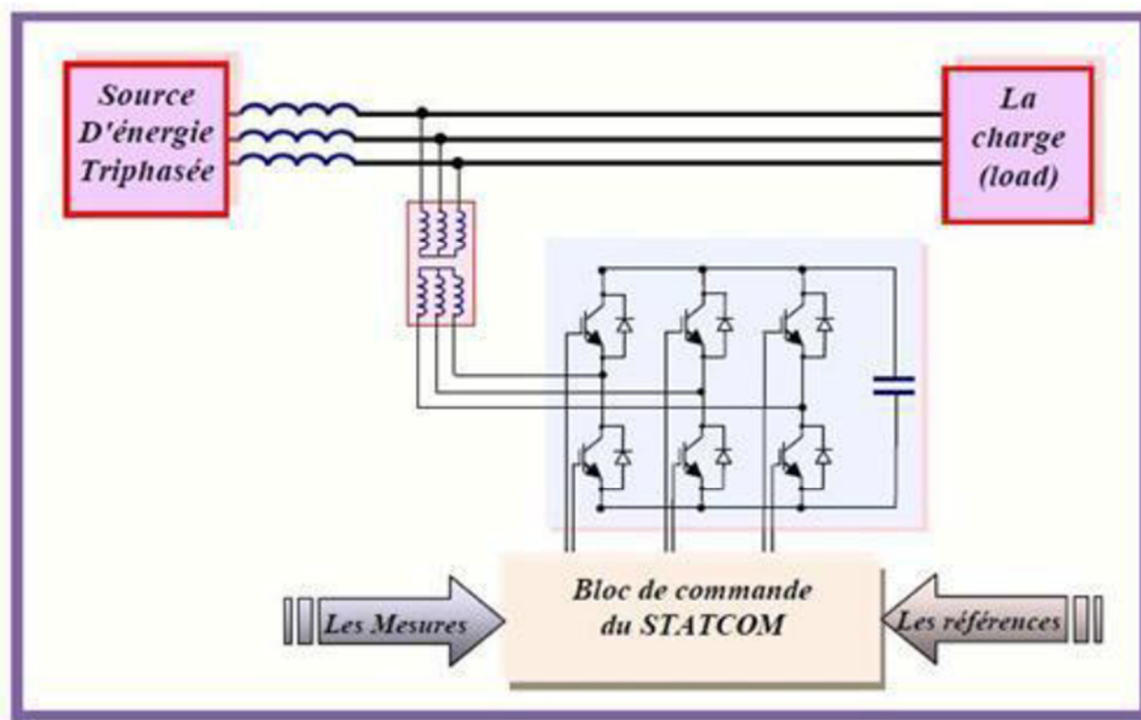 Source
D'énergie
Triphasée
La
charge
(load)
Bloc de commande
du STATCOM
Les Mesures
Les références